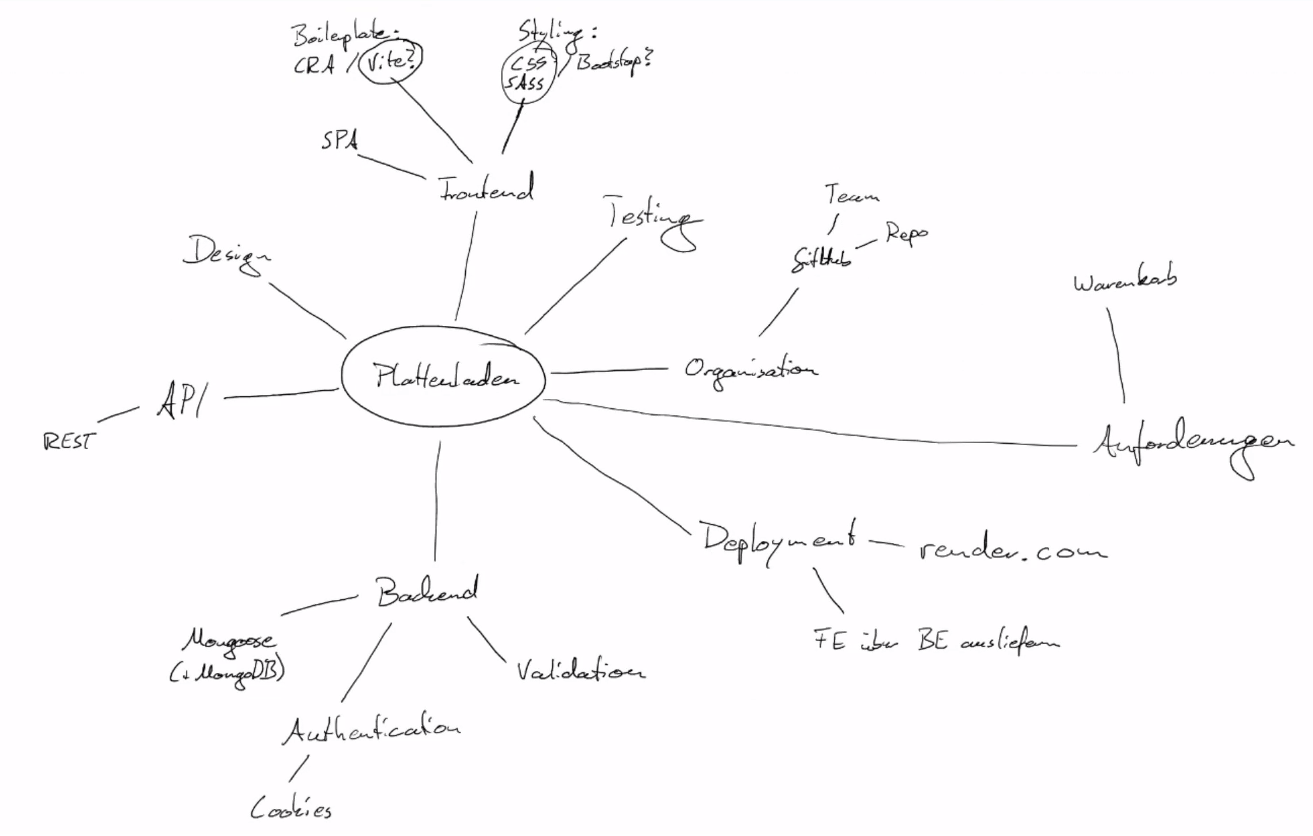 Boilerplate:
CRA / Vite?
Styling:
CSS / Bootstap?
SASS
SPA
Frontend
Testing
Team
Repo
GitHub
Design
Warenkorb
Plattenladen
Organisation
API
REST
Anforderungen
Deployment
render.com
FE über BE ausliefern
Backend
Mongoose
(+ MongoDB)
Validation
Authentication
Cookies